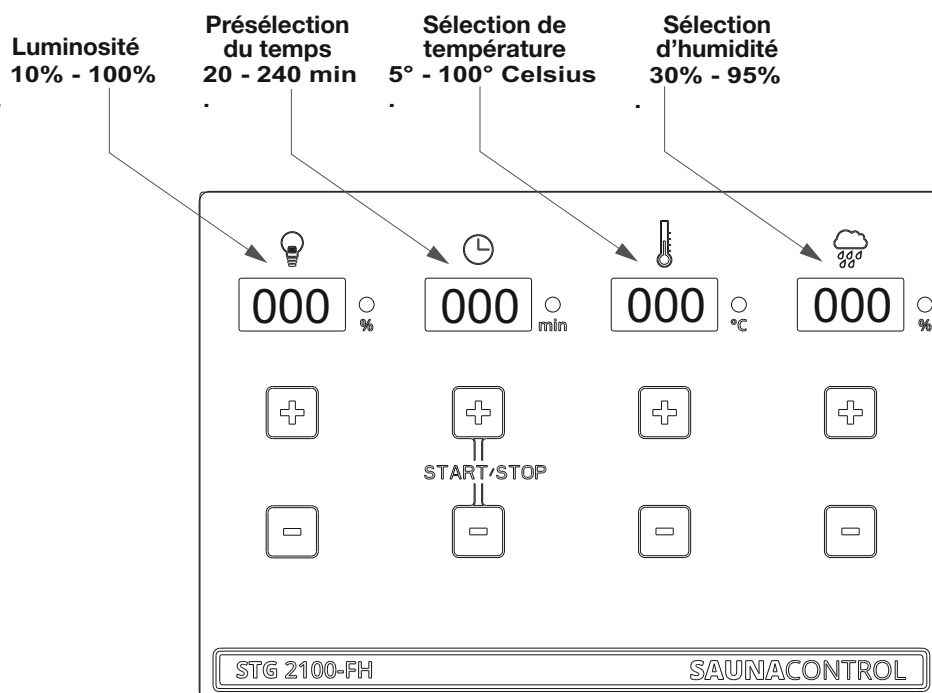 Luminosité
10% - 100%
Présélection
du temps
20 - 240 min
Sélection de
température
5° - 100° Celsius
Sélection
d'humidité
30% - 95%
000 %
000 min
000 °C
000 %
START/STOP
STG 2100-FH
SAUNACONTROL